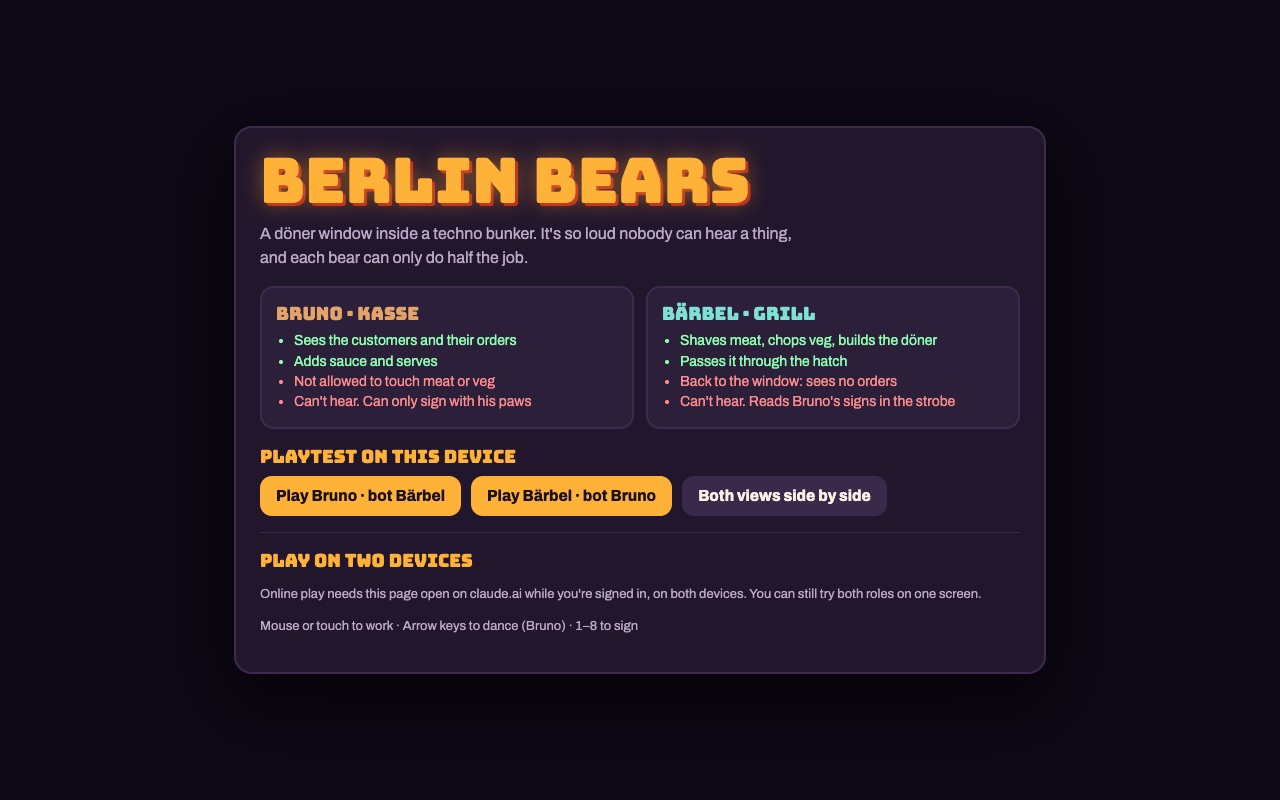 BERLIN BEARS
A döner window inside a techno bunker. It's so loud nobody can hear a thing,
and each bear can only do half the job.
BRUNO · KASSE
• Sees the customers and their orders
• Adds sauce and serves
• Not allowed to touch meat or veg
• Can't hear. Can only sign with his paws
BÄRBEL · GRILL
• Shaves meat, chops veg, builds the döner
• Passes it through the hatch
• Back to the window: sees no orders
• Can't hear. Reads Bruno's signs in the strobe
PLAYTEST ON THIS DEVICE
Play Bruno · bot Bärbel
Play Bärbel · bot Bruno
Both views side by side
PLAY ON TWO DEVICES
Online play needs this page open on claude.ai while you're signed in, on both devices. You can still try both roles on one screen.
Mouse or touch to work · Arrow keys to dance (Bruno) · 1–8 to sign